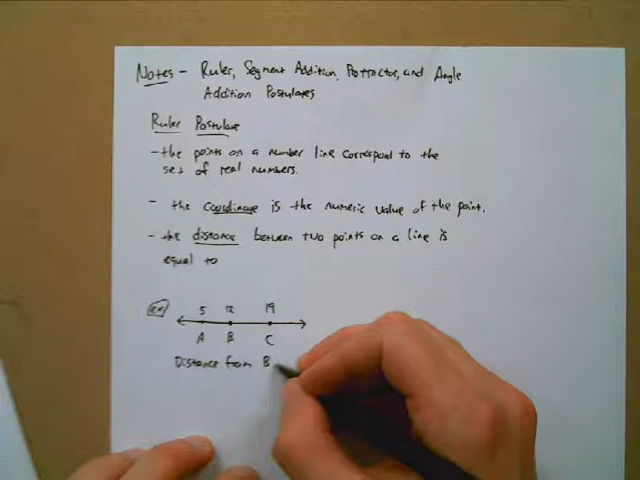 Notes - Ruler, Segment Addition, Protractor, and Angle
Addition Postulates
Ruler Postulate
- the points on a number line correspond to the
set of real numbers.
- the coordinate is the numeric value of the point.
- the distance between two points on a line is
equal to
ex
5 12 19
A B C
Distance from B